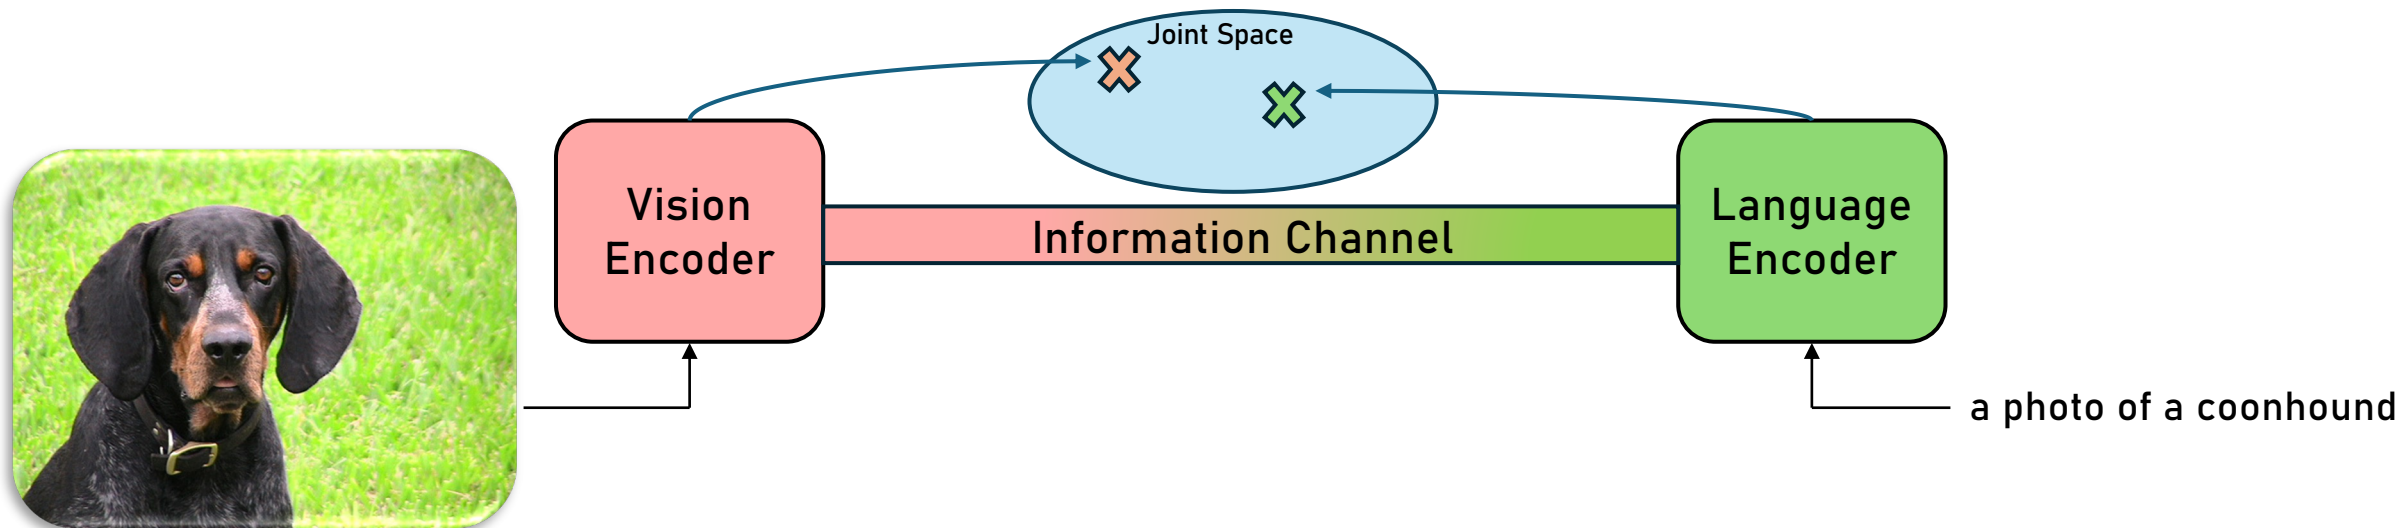 Joint Space
Vision
Encoder
Information Channel
Language
Encoder
a photo of a coonhound